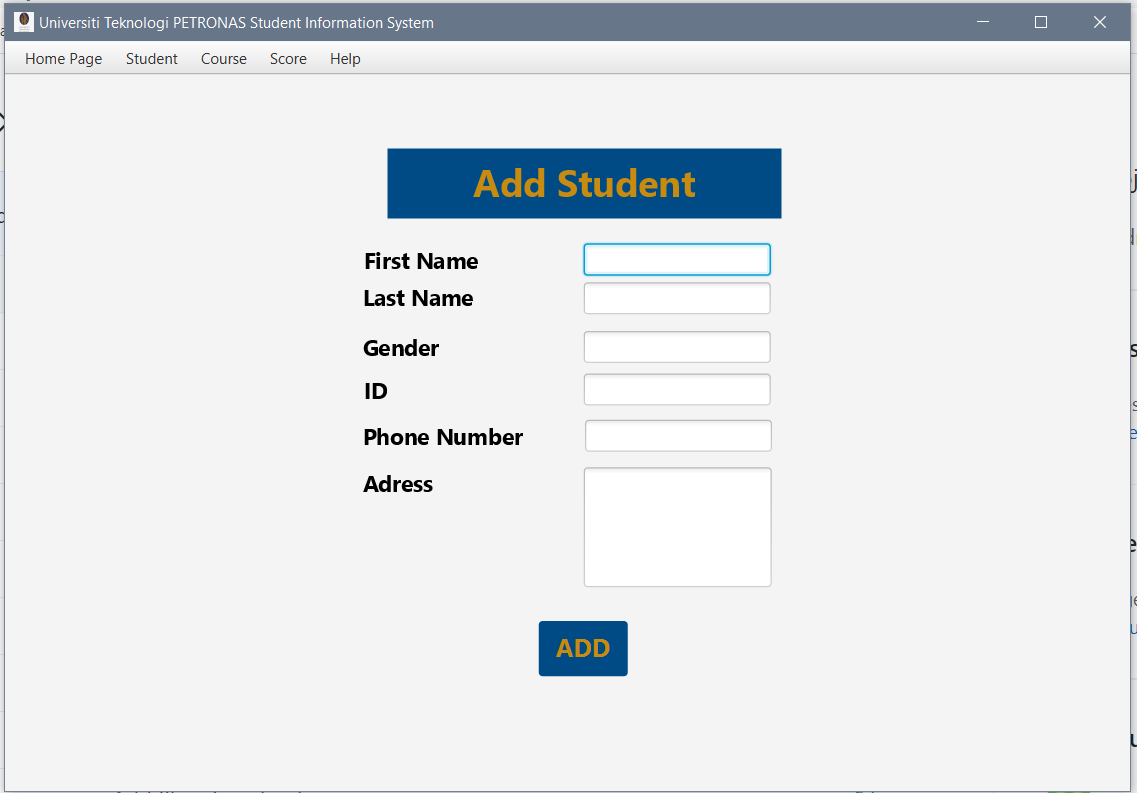 Universiti Teknologi PETRONAS Student Information System
Home Page Student Course Score Help
Add Student
First Name
Last Name
Gender
ID
Phone Number
Adress
ADD